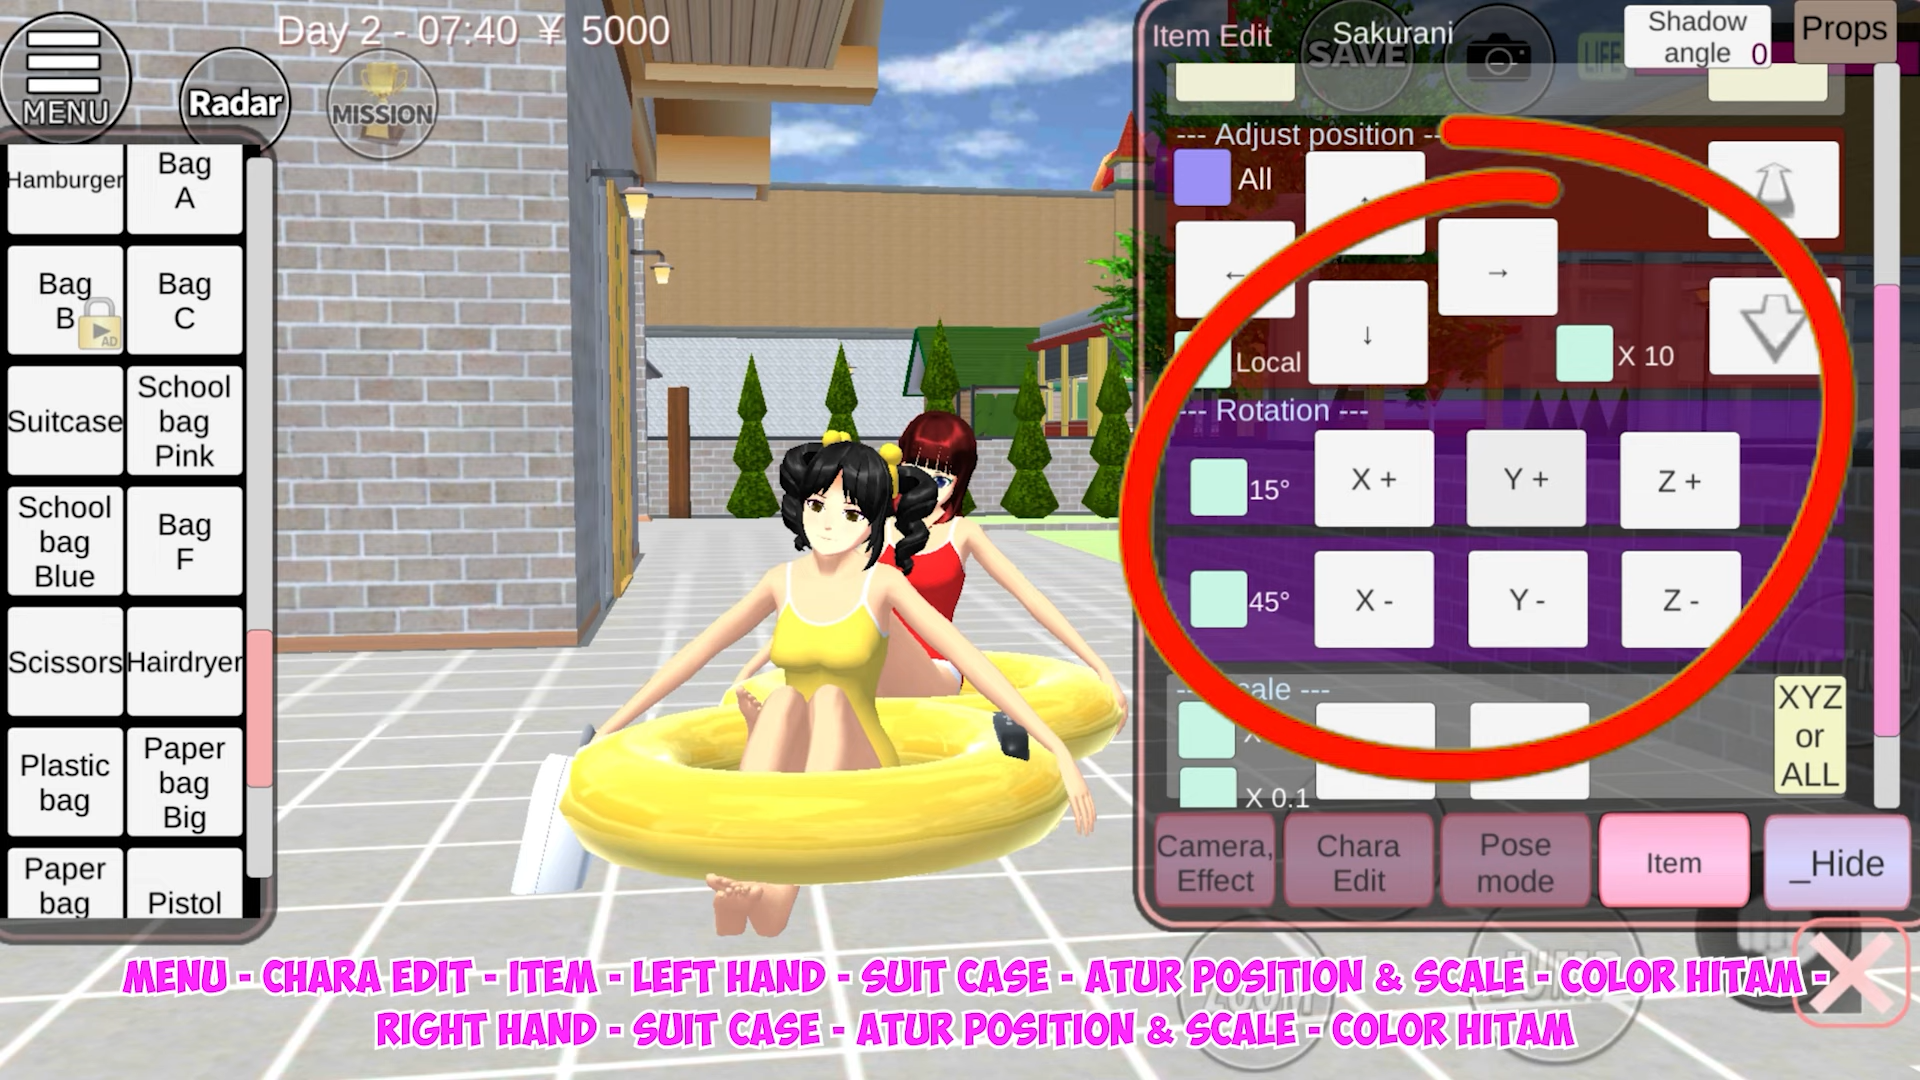 Day 2 - 07:40 ¥ 5000
MENU
Radar
MISSION
Hamburger
Bag
A
Bag
B
AD
Bag
C
Suitcase
School
bag
Pink
School
bag
Blue
Bag
F
Scissors
Hairdryer
Plastic
bag
Paper
bag
Big
Paper
bag
Pistol
Item Edit
Sakurani
SAVE
LIFE
Shadow
angle 0
Props
--- Adjust position --
All
↑
←
→
↓
Local
X 10
--- Rotation ---
15°
X +
Y +
Z +
45°
X -
Y -
Z -
X 0.1
XYZ
or
ALL
Camera,
Effect
Chara
Edit
Pose
mode
Item
_Hide
MENU - CHARA EDIT - ITEM - LEFT HAND - SUIT CASE - ATUR POSITION & SCALE - COLOR HITAM -
RIGHT HAND - SUIT CASE - ATUR POSITION & SCALE - COLOR HITAM